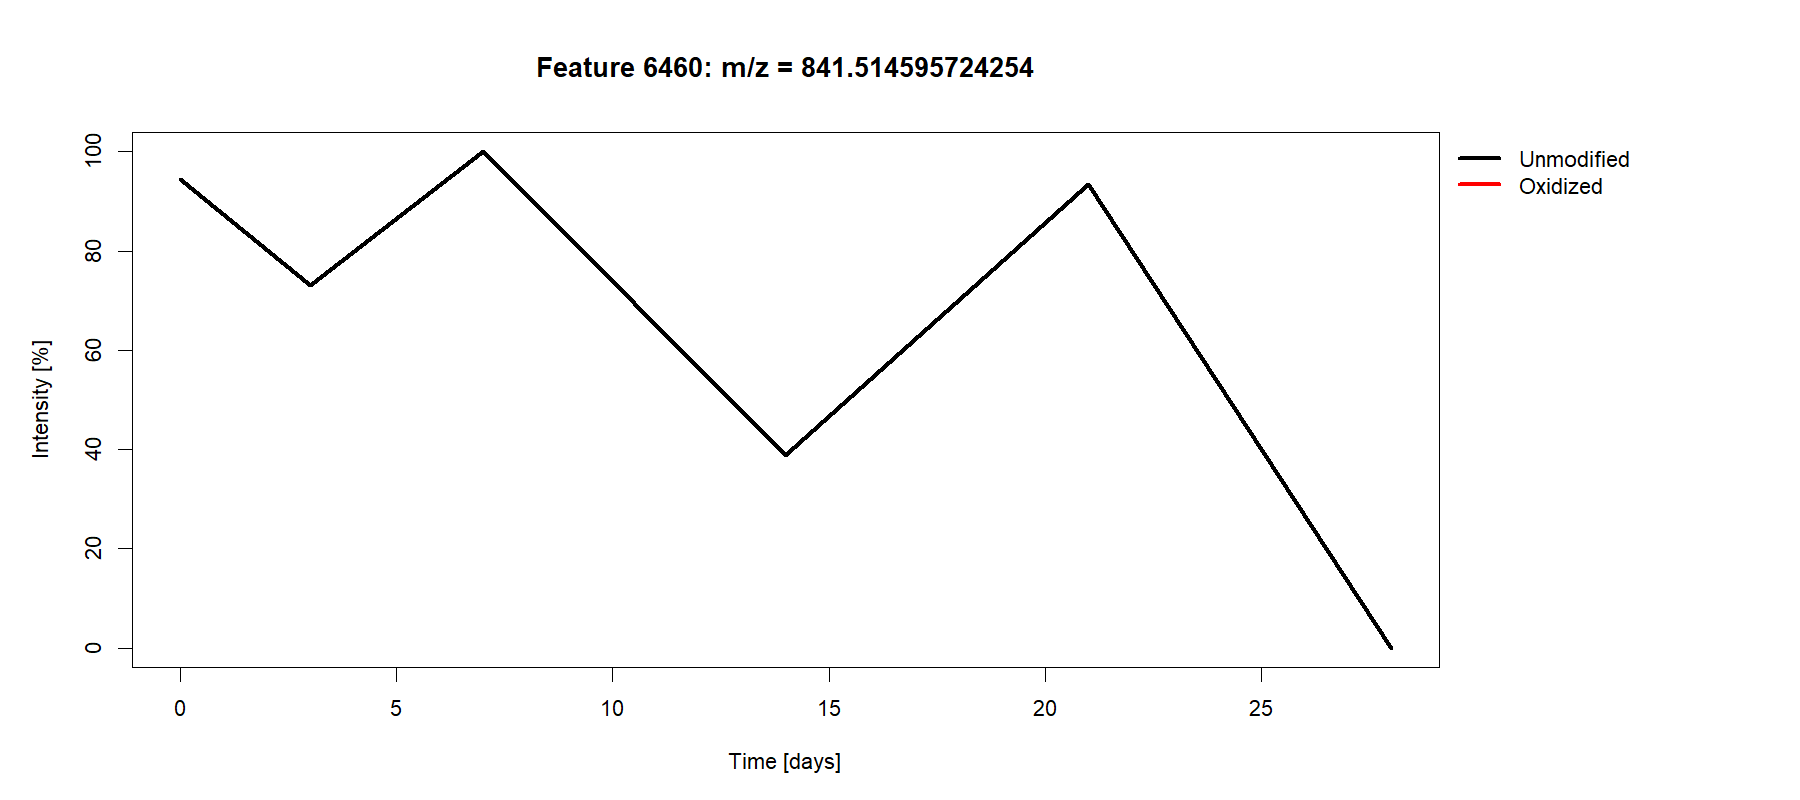 Feature 6460: m/z = 841.514595724254
Unmodified
Oxidized
Intensity [%]
100
80
60
40
20
0
0 5 10 15 20 25
Time [days]